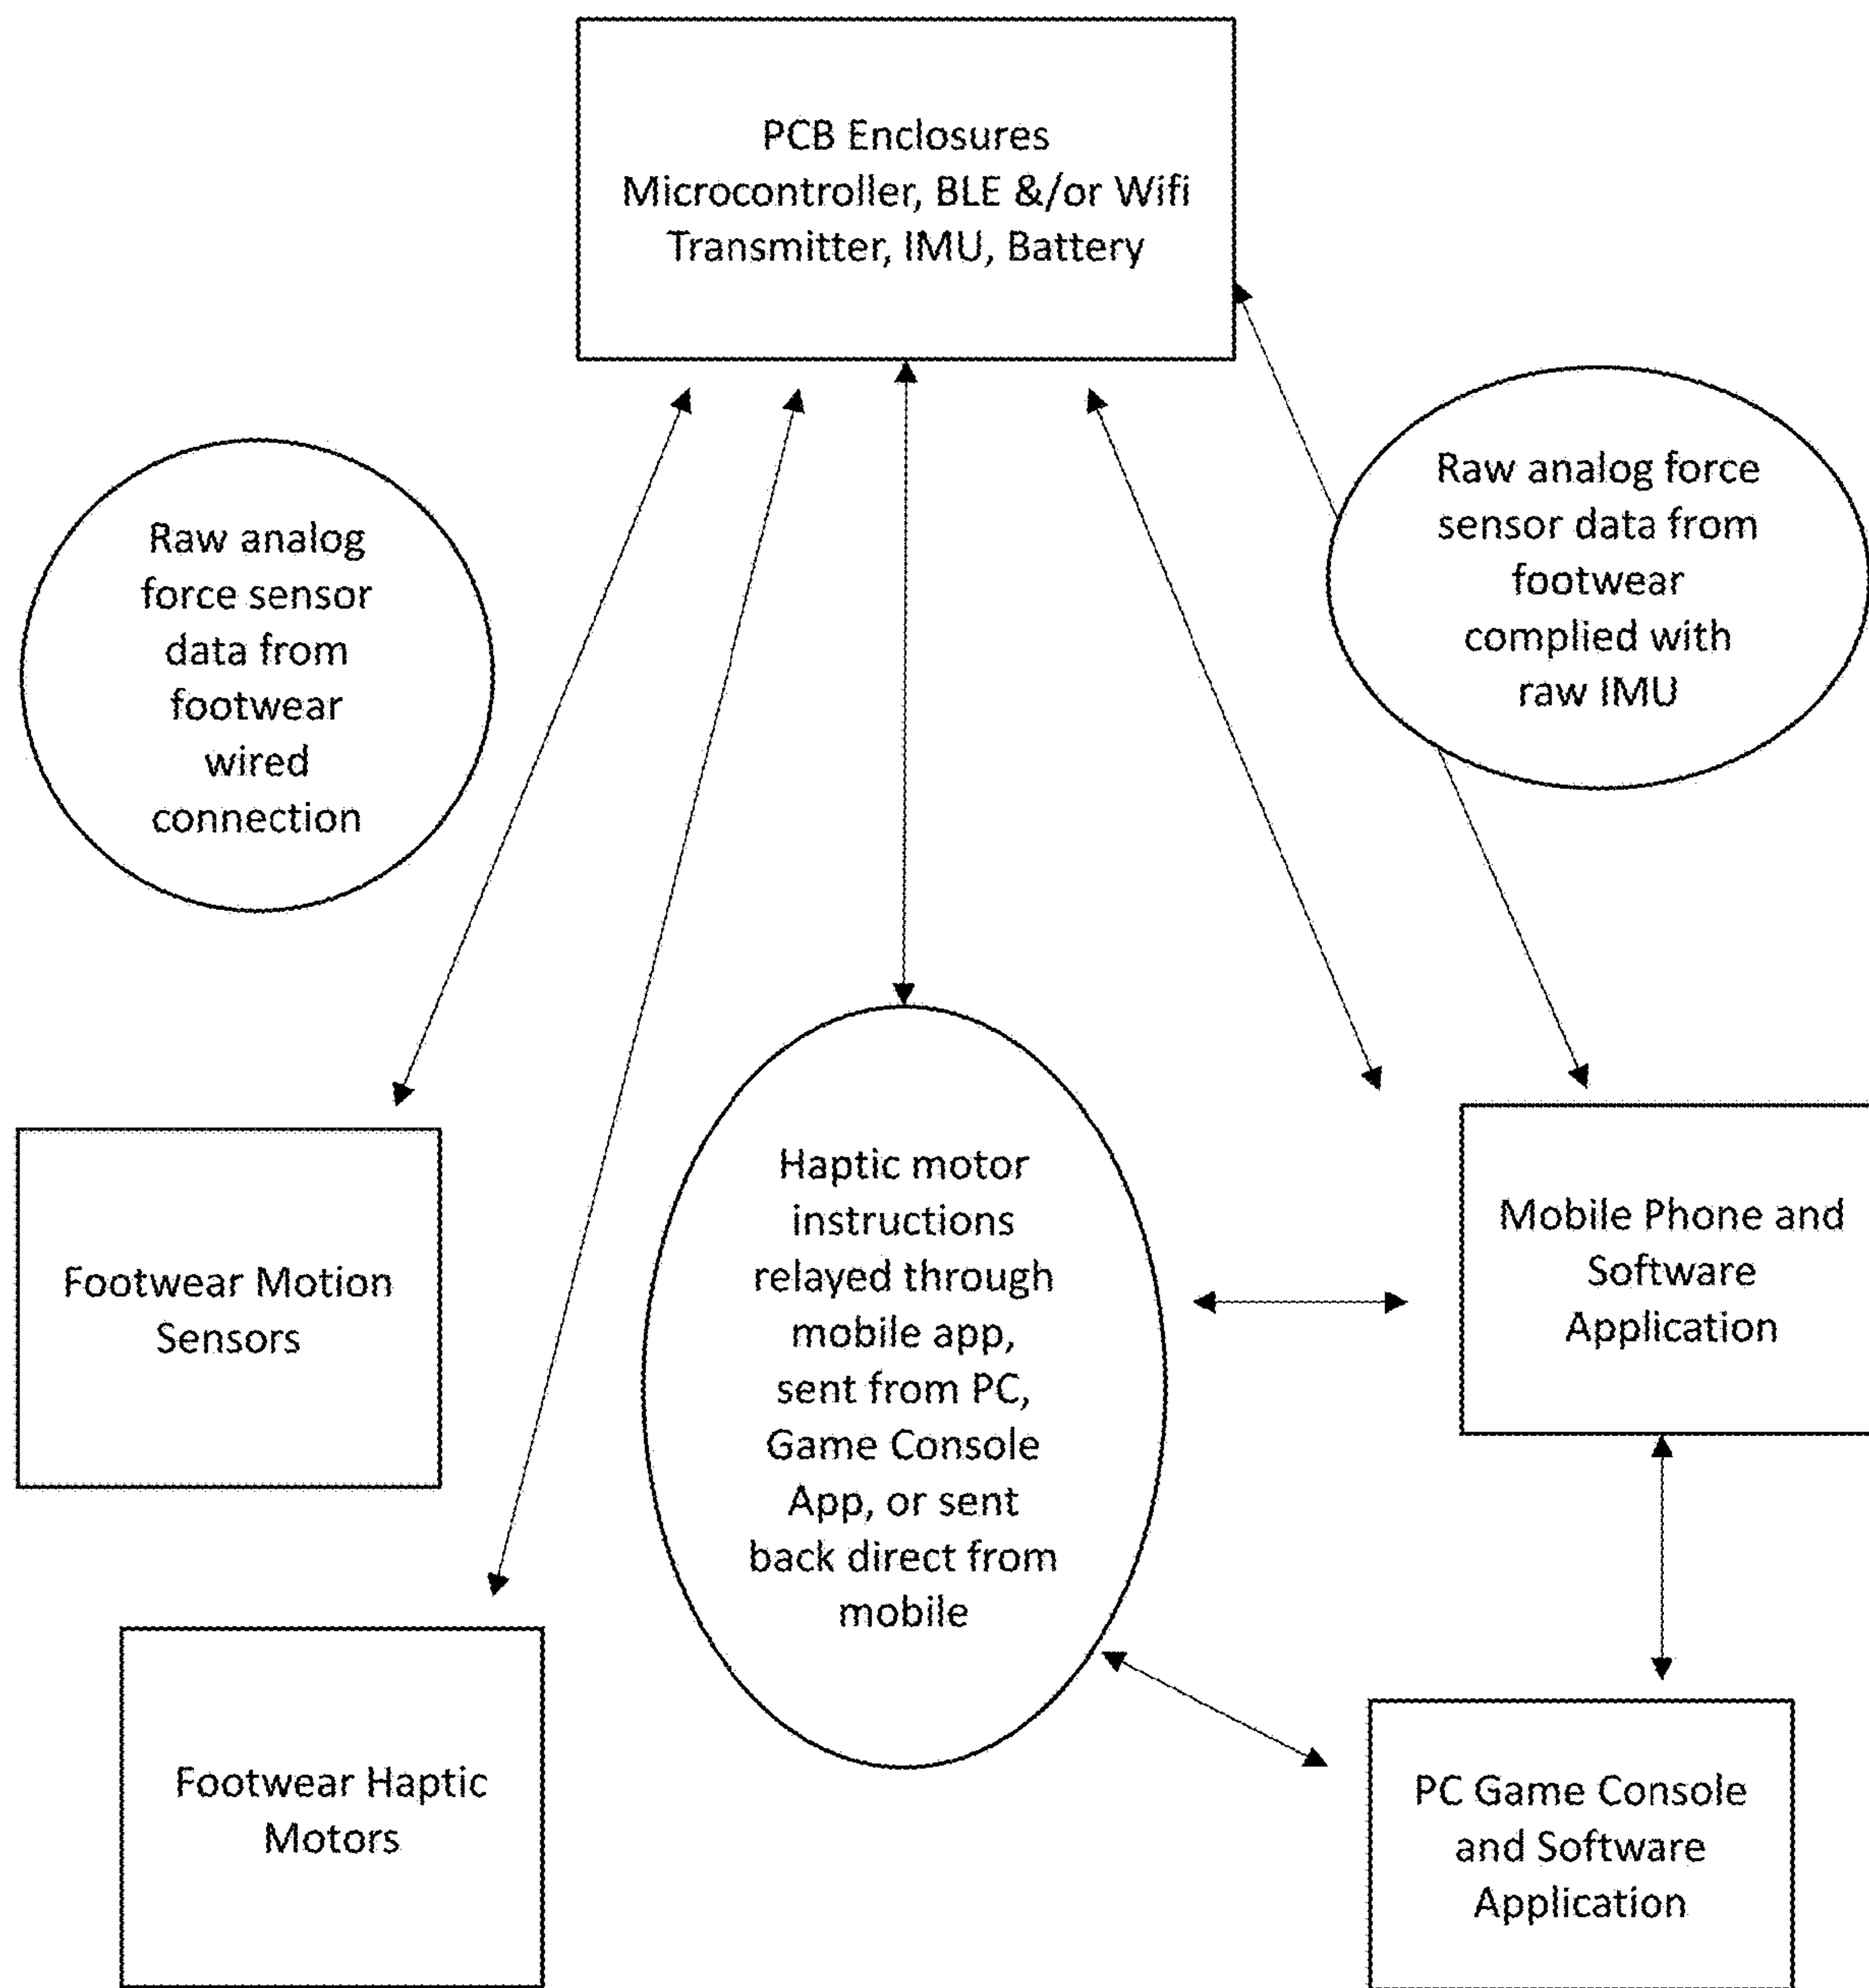 PCB Enclosures
Microcontroller, BLE &/or Wifi
Transmitter, IMU, Battery
Raw analog
force sensor
data from
footwear
wired
connection
Raw analog force
sensor data from
footwear
complied with
raw IMU
Footwear Motion
Sensors
Haptic motor
instructions
relayed through
mobile app,
sent from PC,
Game Console
App, or sent
back direct from
mobile
Mobile Phone and
Software
Application
Footwear Haptic
Motors
PC Game Console
and Software
Application